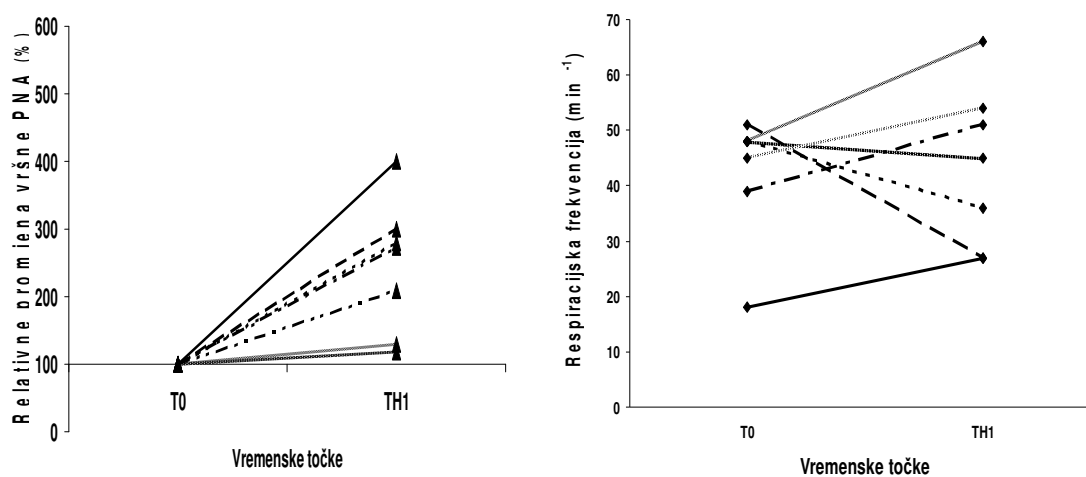 Relativne promjena vršne PNA (%)
600
500
400
300
200
100
0
T0
TH1
Vremenske točke
Respiracijska frekvencija (min -1)
70
60
50
40
30
20
10
0
T0
TH1
Vremenske točke